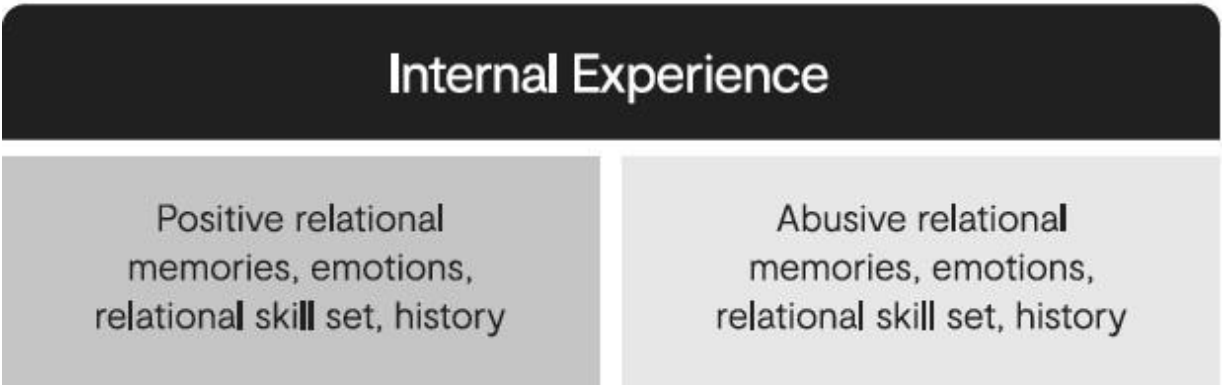 Internal Experience
Positive relational
memories, emotions,
relational skill set, history
Abusive relational
memories, emotions,
relational skill set, history